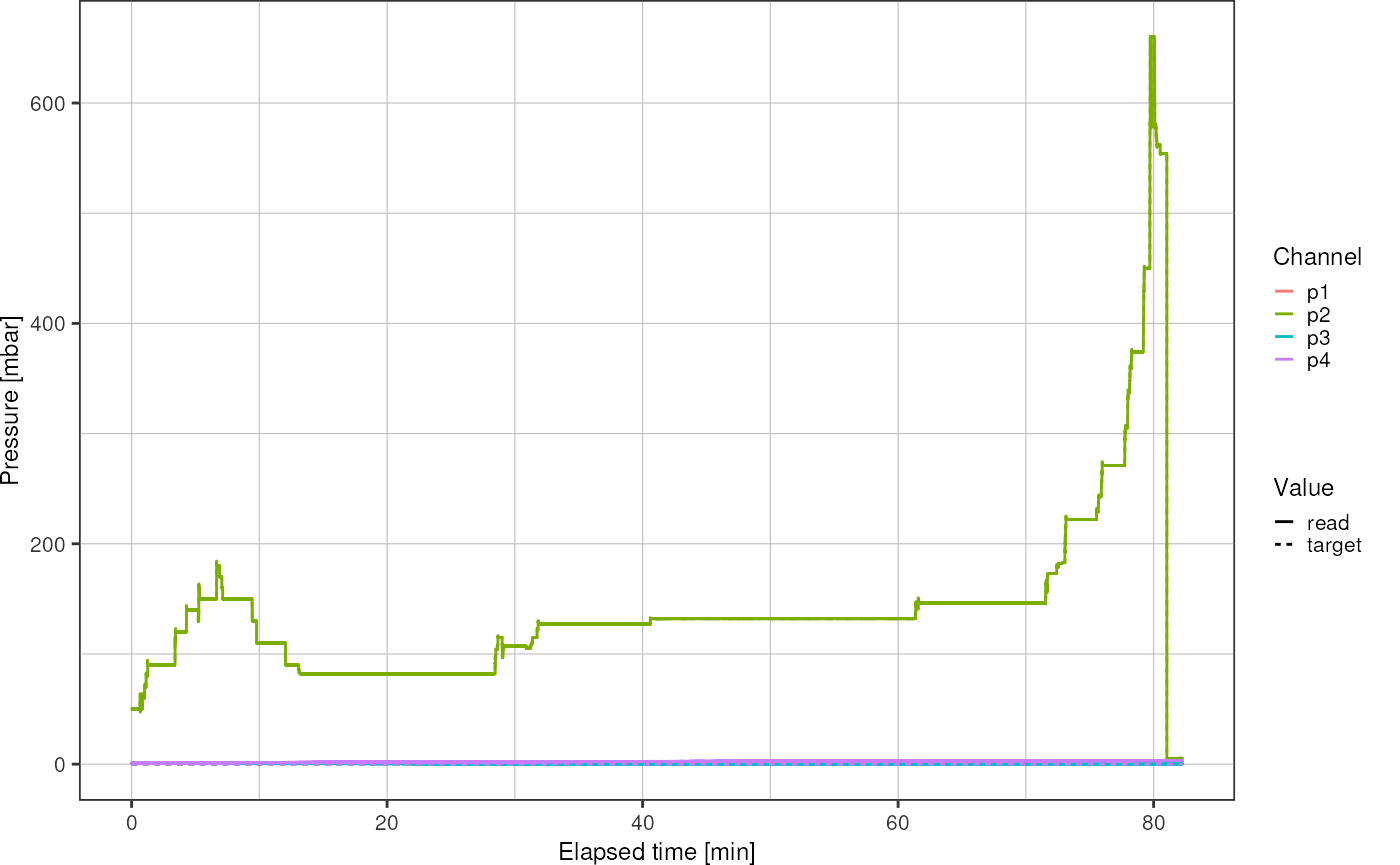 600
400
200
0
0
20
40
60
80
Pressure [mbar]
Elapsed time [min]
Channel
p1
p2
p3
p4
Value
read
target